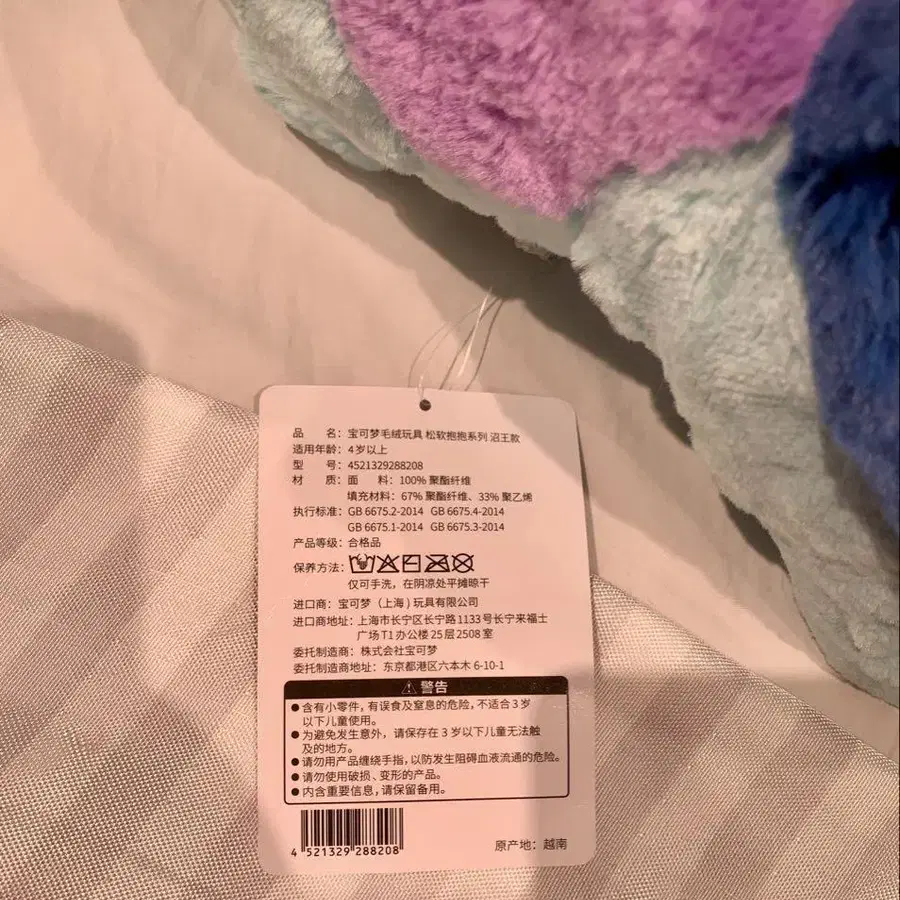 品 名：宝可梦毛绒玩具 松软抱抱系列 沼王款
适用年龄：4岁以上
型 号：4521329288208
材 质：面 料：100% 聚酯纤维
填充材料：67% 聚酯纤维、33% 聚乙烯
执行标准：GB 6675.2-2014 GB 6675.4-2014
GB 6675.1-2014 GB 6675.3-2014
产品等级：合格品
保养方法：
仅可手洗，在阴凉处平摊晾干
进口商：宝可梦（上海）玩具有限公司
进口商地址：上海市长宁区长宁路1133号长宁来福士
广场T1办公楼25层2508室
委托制造商：株式会社宝可梦
委托制造商地址：东京都港区六本木6-10-1
警告
●含有小零件，有误食及窒息的危险，不适合3岁
以下儿童使用。
●为避免发生意外，请保存在3岁以下儿童无法触
及的地方。
●请勿用产品缠绕手指，以防发生阻碍血液流通的危险。
●请勿使用破损、变形的产品。
●内含重要信息，请保留备用。
4 521329 288208
原产地：越南